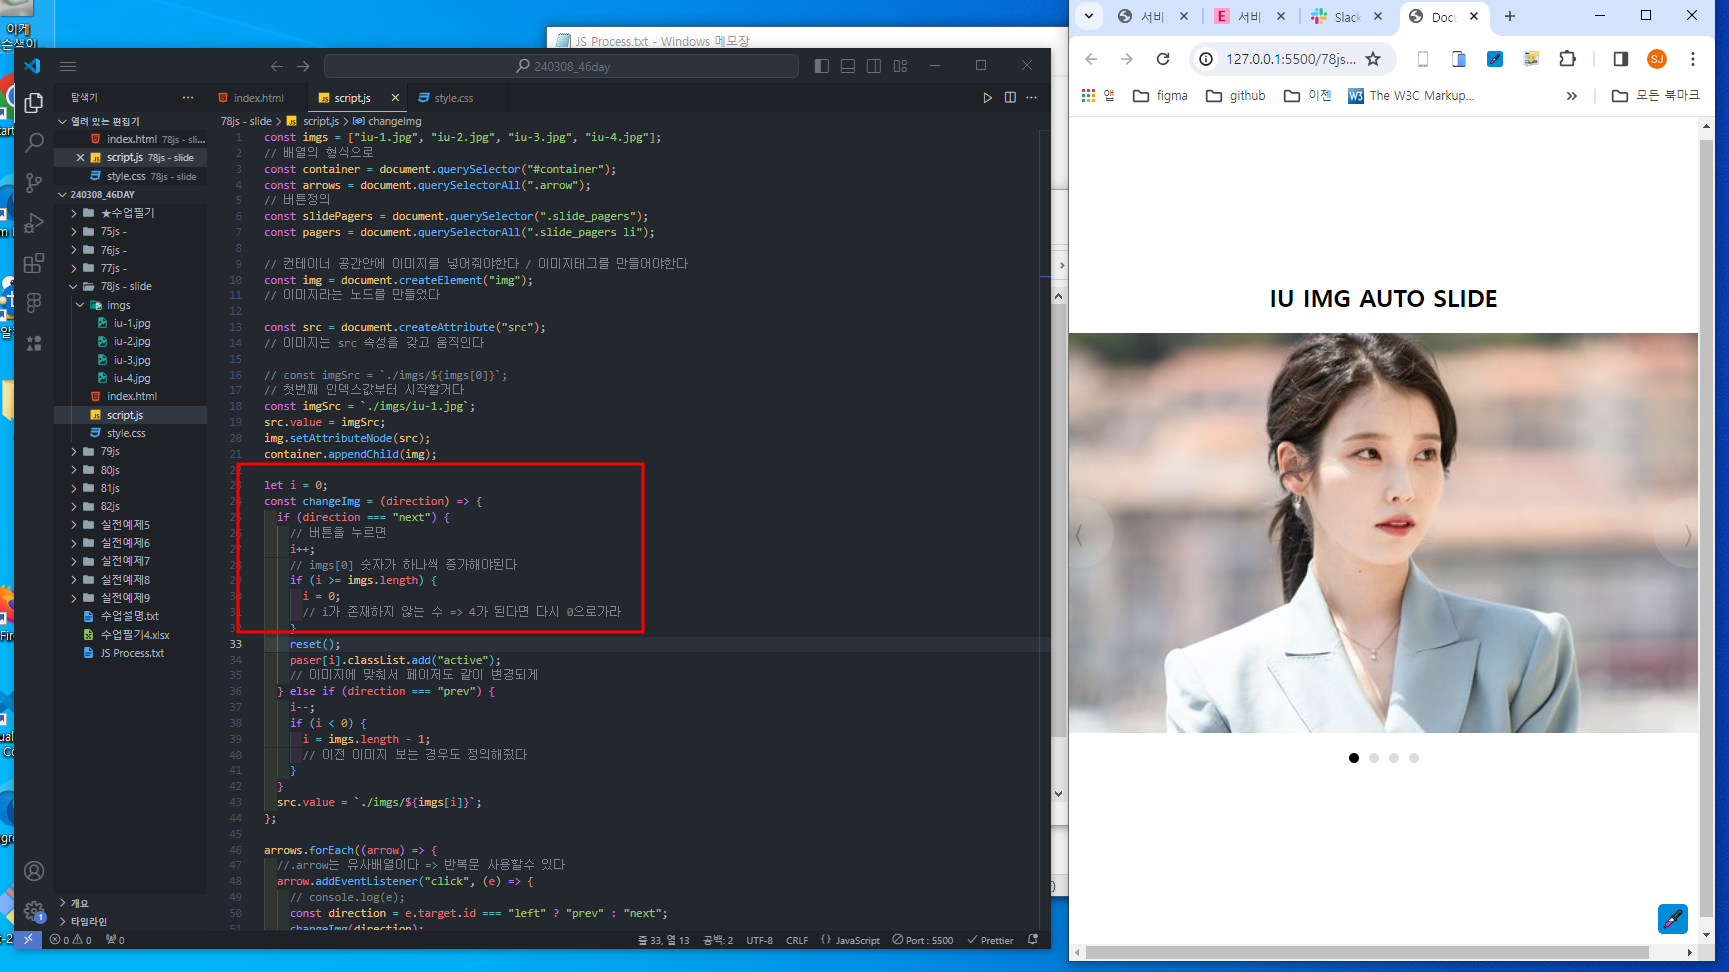 이케
손색이
JS Process.txt - Windows 메모장
240308_46day
탐색기
index.html
script.js
style.css
열려 있는 편집기
index.html 78js - sli...
script.js 78js - slide
style.css 78js - slide
240308_46DAY
★수업필기
75js -
76js -
77js -
78js - slide
imgs
iu-1.jpg
iu-2.jpg
iu-3.jpg
iu-4.jpg
index.html
script.js
style.css
79js
80js
81js
82js
실전예제5
실전예제6
실전예제7
실전예제8
실전예제9
수업설명.txt
수업필기4.xlsx
JS Process.txt
개요
타임라인
78js - slide > script.js > changeImg
1 const imgs = ["iu-1.jpg", "iu-2.jpg", "iu-3.jpg", "iu-4.jpg"];
2 // 배열의 형식으로
3 const container = document.querySelector("#container");
4 const arrows = document.querySelectorAll(".arrow");
5 // 버튼정의
6 const slidePagers = document.querySelector(".slide_pagers");
7 const pagers = document.querySelectorAll(".slide_pagers li");
8
9 // 컨테이너 공간안에 이미지를 넣어줘야한다 / 이미지태그를 만들어야한다
10 const img = document.createElement("img");
11 // 이미지라는 노드를 만들었다
12
13 const src = document.createAttribute("src");
14 // 이미지는 src 속성을 갖고 움직인다
15
16 // const imgSrc = `./imgs/${imgs[0]}`;
17 // 첫번째 인덱스값부터 시작할거다
18 const imgSrc = `./imgs/iu-1.jpg`;
19 src.value = imgSrc;
20 img.setAttributeNode(src);
21 container.appendChild(img);
22
23 let i = 0;
24 const changeImg = (direction) => {
25 if (direction === "next") {
26 // 버튼을 누르면
27 i++;
28 // imgs[0] 숫자가 하나씩 증가해야된다
29 if (i >= imgs.length) {
30 i = 0;
31 // i가 존재하지 않는 수 => 4가 된다면 다시 0으로가라
32 }
33 reset();
34 paser[i].classList.add("active");
35 // 이미지에 맞춰서 페이저도 같이 변경되게
36 } else if (direction === "prev") {
37 i--;
38 if (i < 0) {
39 i = imgs.length - 1;
40 // 이전 이미지 보는 경우도 정의해줬다
41 }
42 }
43 src.value = `./imgs/${imgs[i]}`;
44 };
45
46 arrows.forEach((arrow) => {
47 //.arrow는 유사배열이다 => 반복문 사용할수 있다
48 arrow.addEventListener("click", (e) => {
49 // console.log(e);
50 const direction = e.target.id === "left" ? "prev" : "next";
51 changeImg(direction);
1
0 0 0
줄 33, 열 13 공백: 2 UTF-8 CRLF {} JavaScript Port : 5500 Prettier
서비 서비 Slack Docu
127.0.0.1:5500/78js...
SJ
앱 figma github 이젠 W3 The W3C Markup... » 모든 북마크
IU IMG AUTO SLIDE